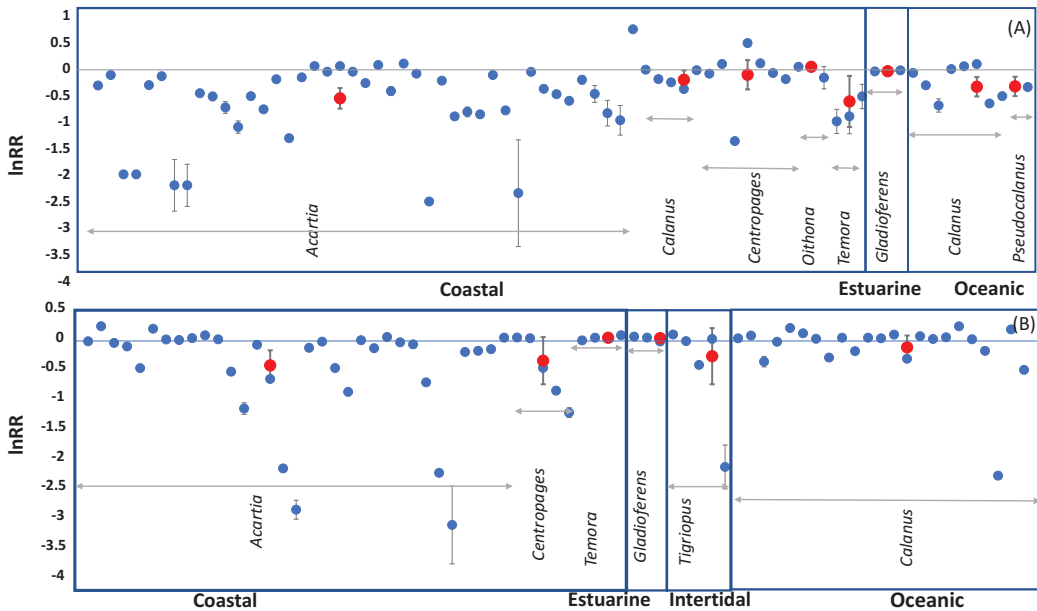 (A)
1
0.5
0
-0.5
-1
-1.5
-2
-2.5
-3
-3.5
-4
lnRR
Acartia
Calanus
Centropages
Oithona
Temora
Gladioferens
Calanus
Pseudocalanus
Coastal
Estuarine
Oceanic
(B)
0.5
0
-0.5
-1
-1.5
-2
-2.5
-3
-3.5
-4
lnRR
Acartia
Centropages
Temora
Gladioferens
Tigriopus
Calanus
Coastal
Estuarine
Intertidal
Oceanic